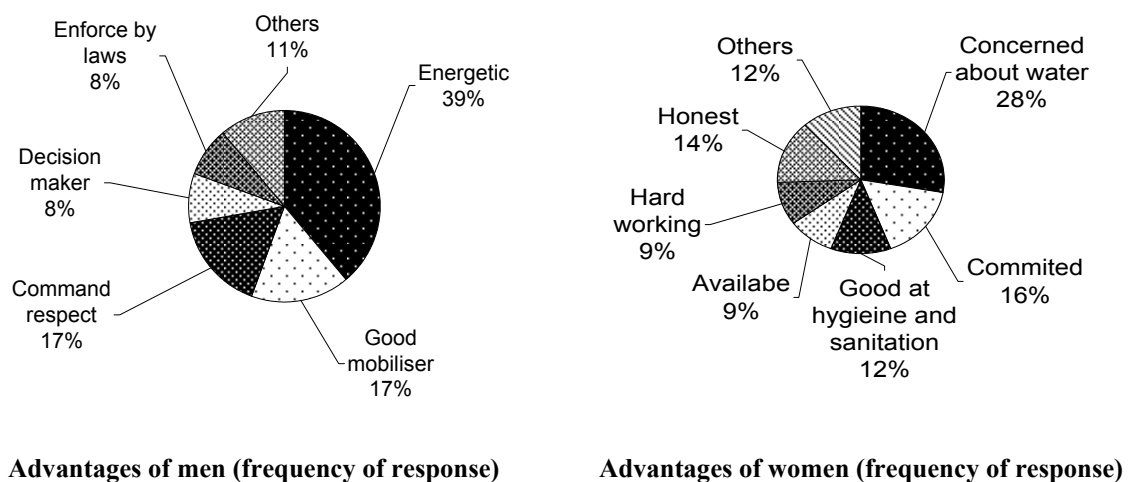 Enforce by
laws
8%
Others
11%
Energetic
39%
Decision
maker
8%
Command
respect
17%
Good
mobiliser
17%
Advantages of men (frequency of response)
Others
12%
Concerned
about water
28%
Honest
14%
Hard
working
9%
Availabe
9%
Good at
hygieine and
sanitation
12%
Commited
16%
Advantages of women (frequency of response)